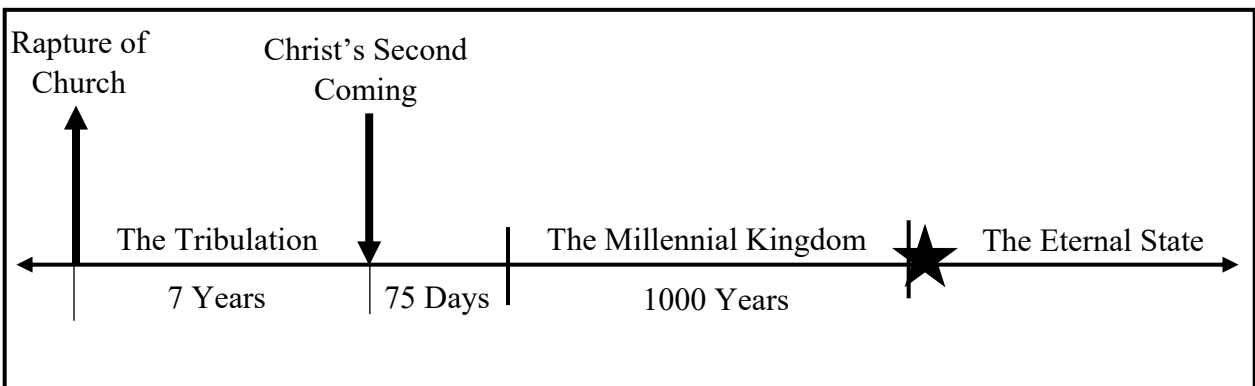 Rapture of
Church
Christ’s Second
Coming
The Tribulation
The Millennial Kingdom
The Eternal State
7 Years
75 Days
1000 Years